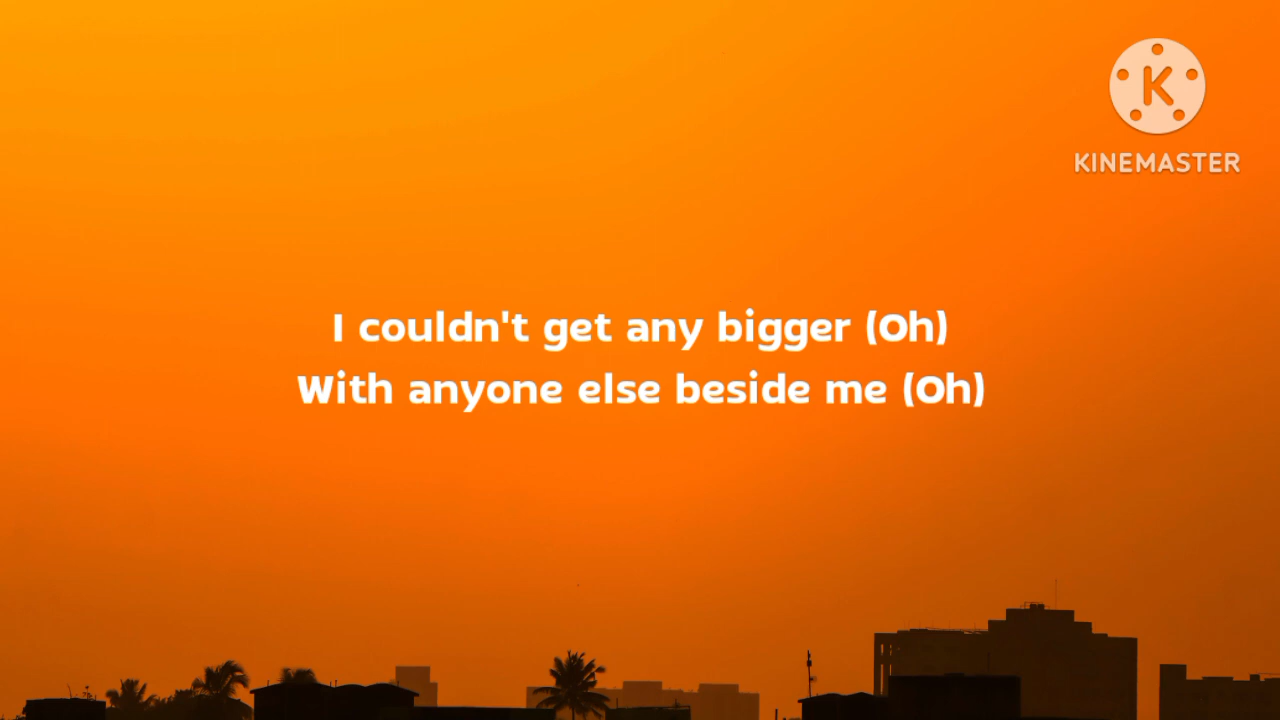 K
KINEMASTER
I couldn't get any bigger (Oh)
With anyone else beside me (Oh)